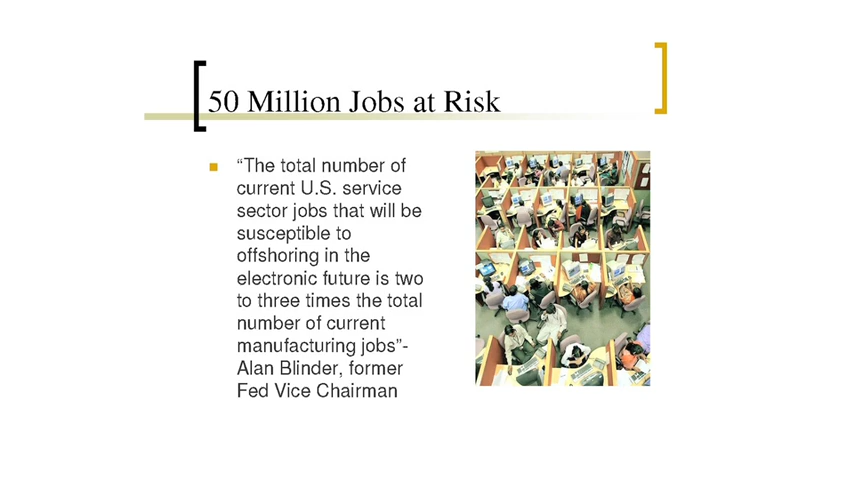 50 Million Jobs at Risk
“The total number of
current U.S. service
sector jobs that will be
susceptible to
offshoring in the
electronic future is two
to three times the total
number of current
manufacturing jobs”-
Alan Blinder, former
Fed Vice Chairman